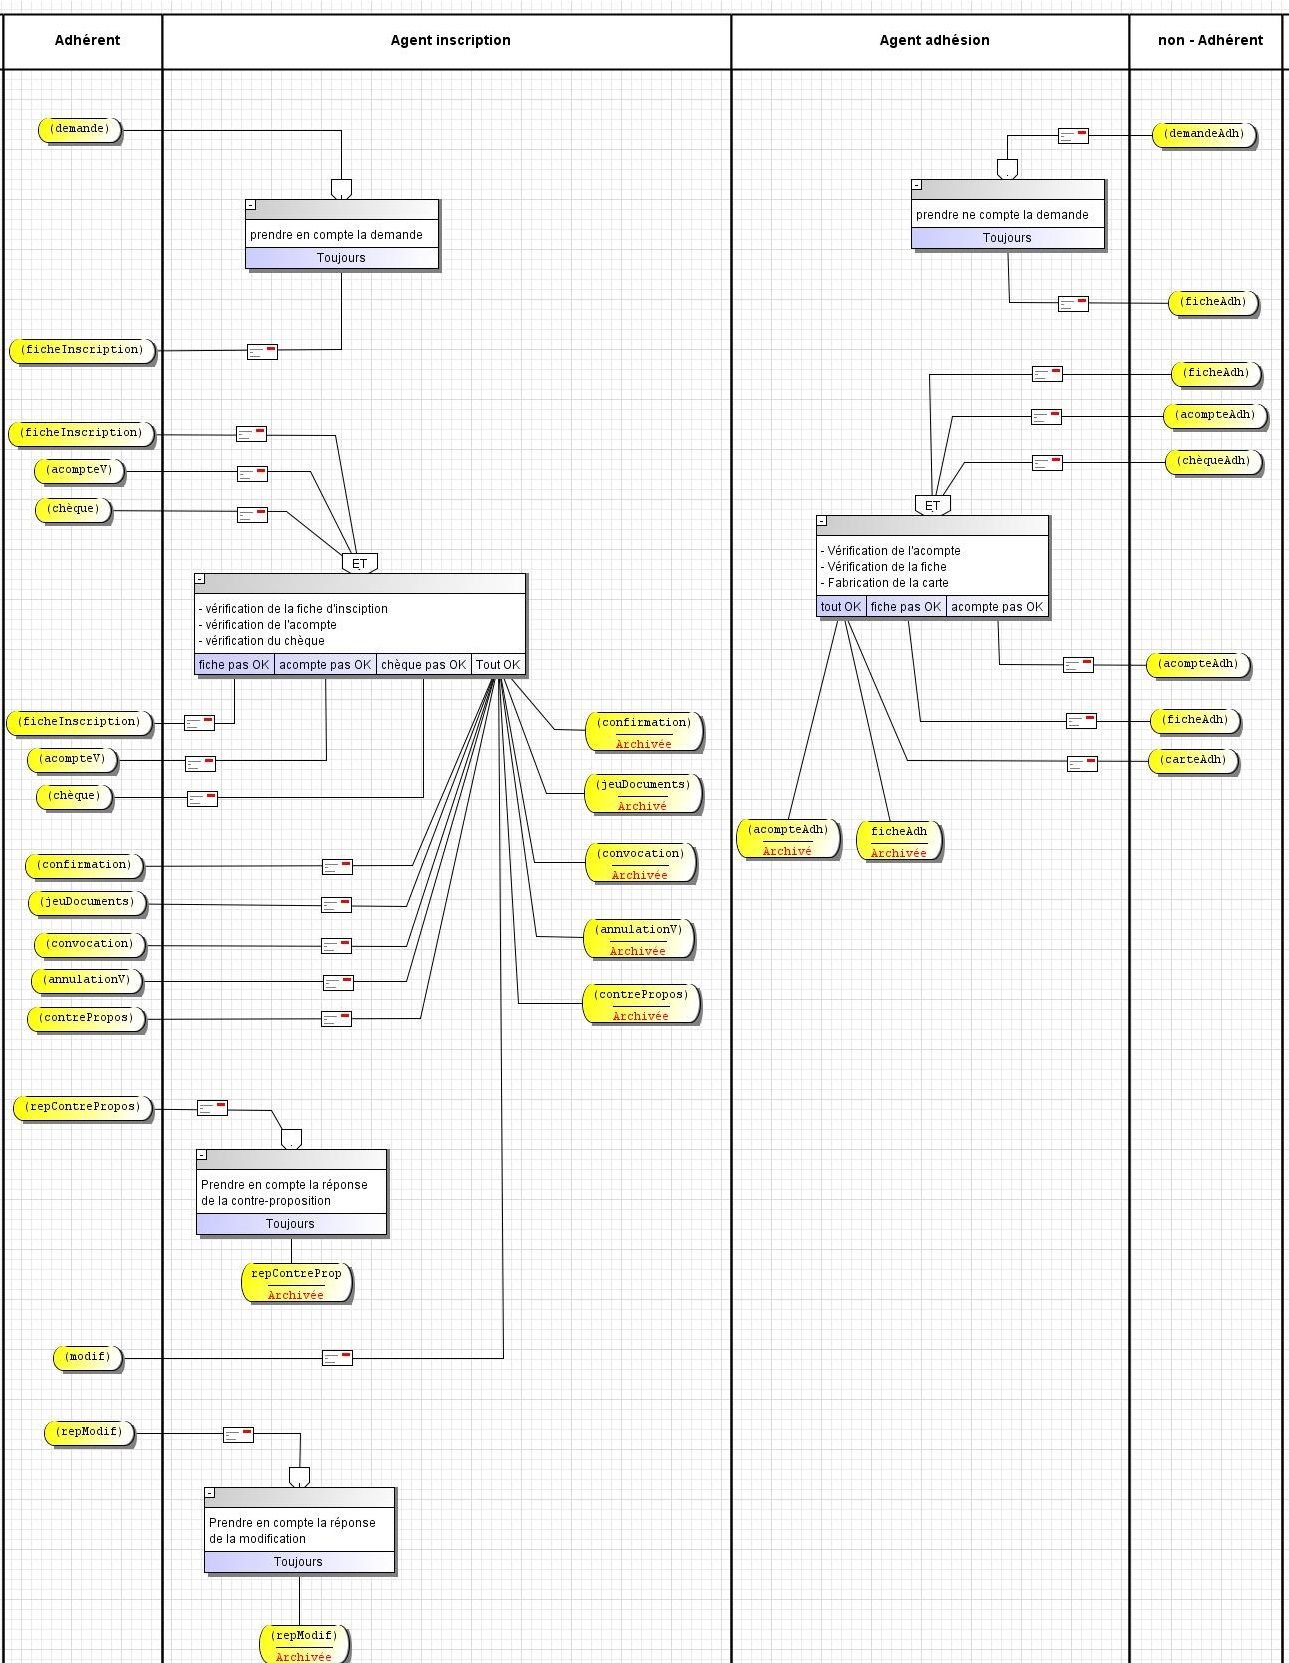 Adhérent
Agent inscription
Agent adhésion
non - Adhérent
(demande)
prendre en compte la demande
Toujours
(ficheInscription)
(ficheInscription)
(acompteV)
(chèque)
ET
- vérification de la fiche d'insciption
- vérification de l'acompte
- vérification du chèque
fiche pas OK
acompte pas OK
chèque pas OK
Tout OK
(ficheInscription)
(acompteV)
(chèque)
(confirmation)
(jeuDocuments)
(convocation)
(annulationV)
(contrePropos)
(confirmation)
Archivée
(jeuDocuments)
Archivé
(convocation)
Archivée
(annulationV)
Archivée
(contrePropos)
Archivée
(repContrePropos)
Prendre en compte la réponse
de la contre-proposition
Toujours
repContreProp
Archivée
(modif)
(repModif)
Prendre en compte la réponse
de la modification
Toujours
(repModif)
Archivée
(demandeAdh)
prendre ne compte la demande
Toujours
(ficheAdh)
(ficheAdh)
(acompteAdh)
(chèqueAdh)
ET
- Vérification de l'acompte
- Vérification de la fiche
- Fabrication de la carte
tout OK
fiche pas OK
acompte pas OK
(acompteAdh)
(ficheAdh)
(carteAdh)
(acompteAdh)
Archivé
ficheAdh
Archivée